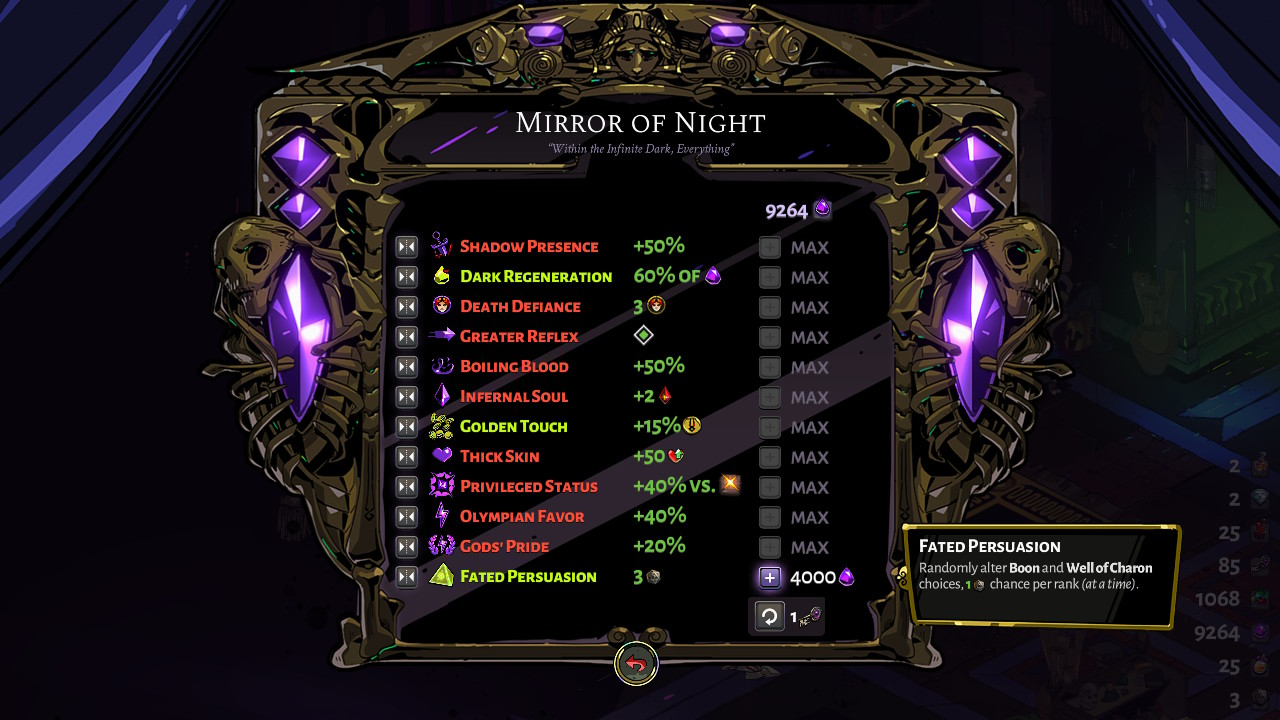 MIRROR OF NIGHT
"Within the Infinite Dark, Everything"
9264
SHADOW PRESENCE +50% MAX
DARK REGENERATION 60% OF MAX
DEATH DEFIANCE 3 MAX
GREATER REFLEX MAX
BOILING BLOOD +50% MAX
INFERNAL SOUL +2 MAX
GOLDEN TOUCH +15% MAX
THICK SKIN +50 MAX
PRIVILEGED STATUS +40% VS. MAX
OLYMPIAN FAVOR +40% MAX
GODS' PRIDE +20% MAX
FATED PERSUASION 3 4000
1
FATED PERSUASION
Randomly alter Boon and Well of Charon
choices, 1 chance per rank (at a time).
2
2
25
85
1068
9264
25
3